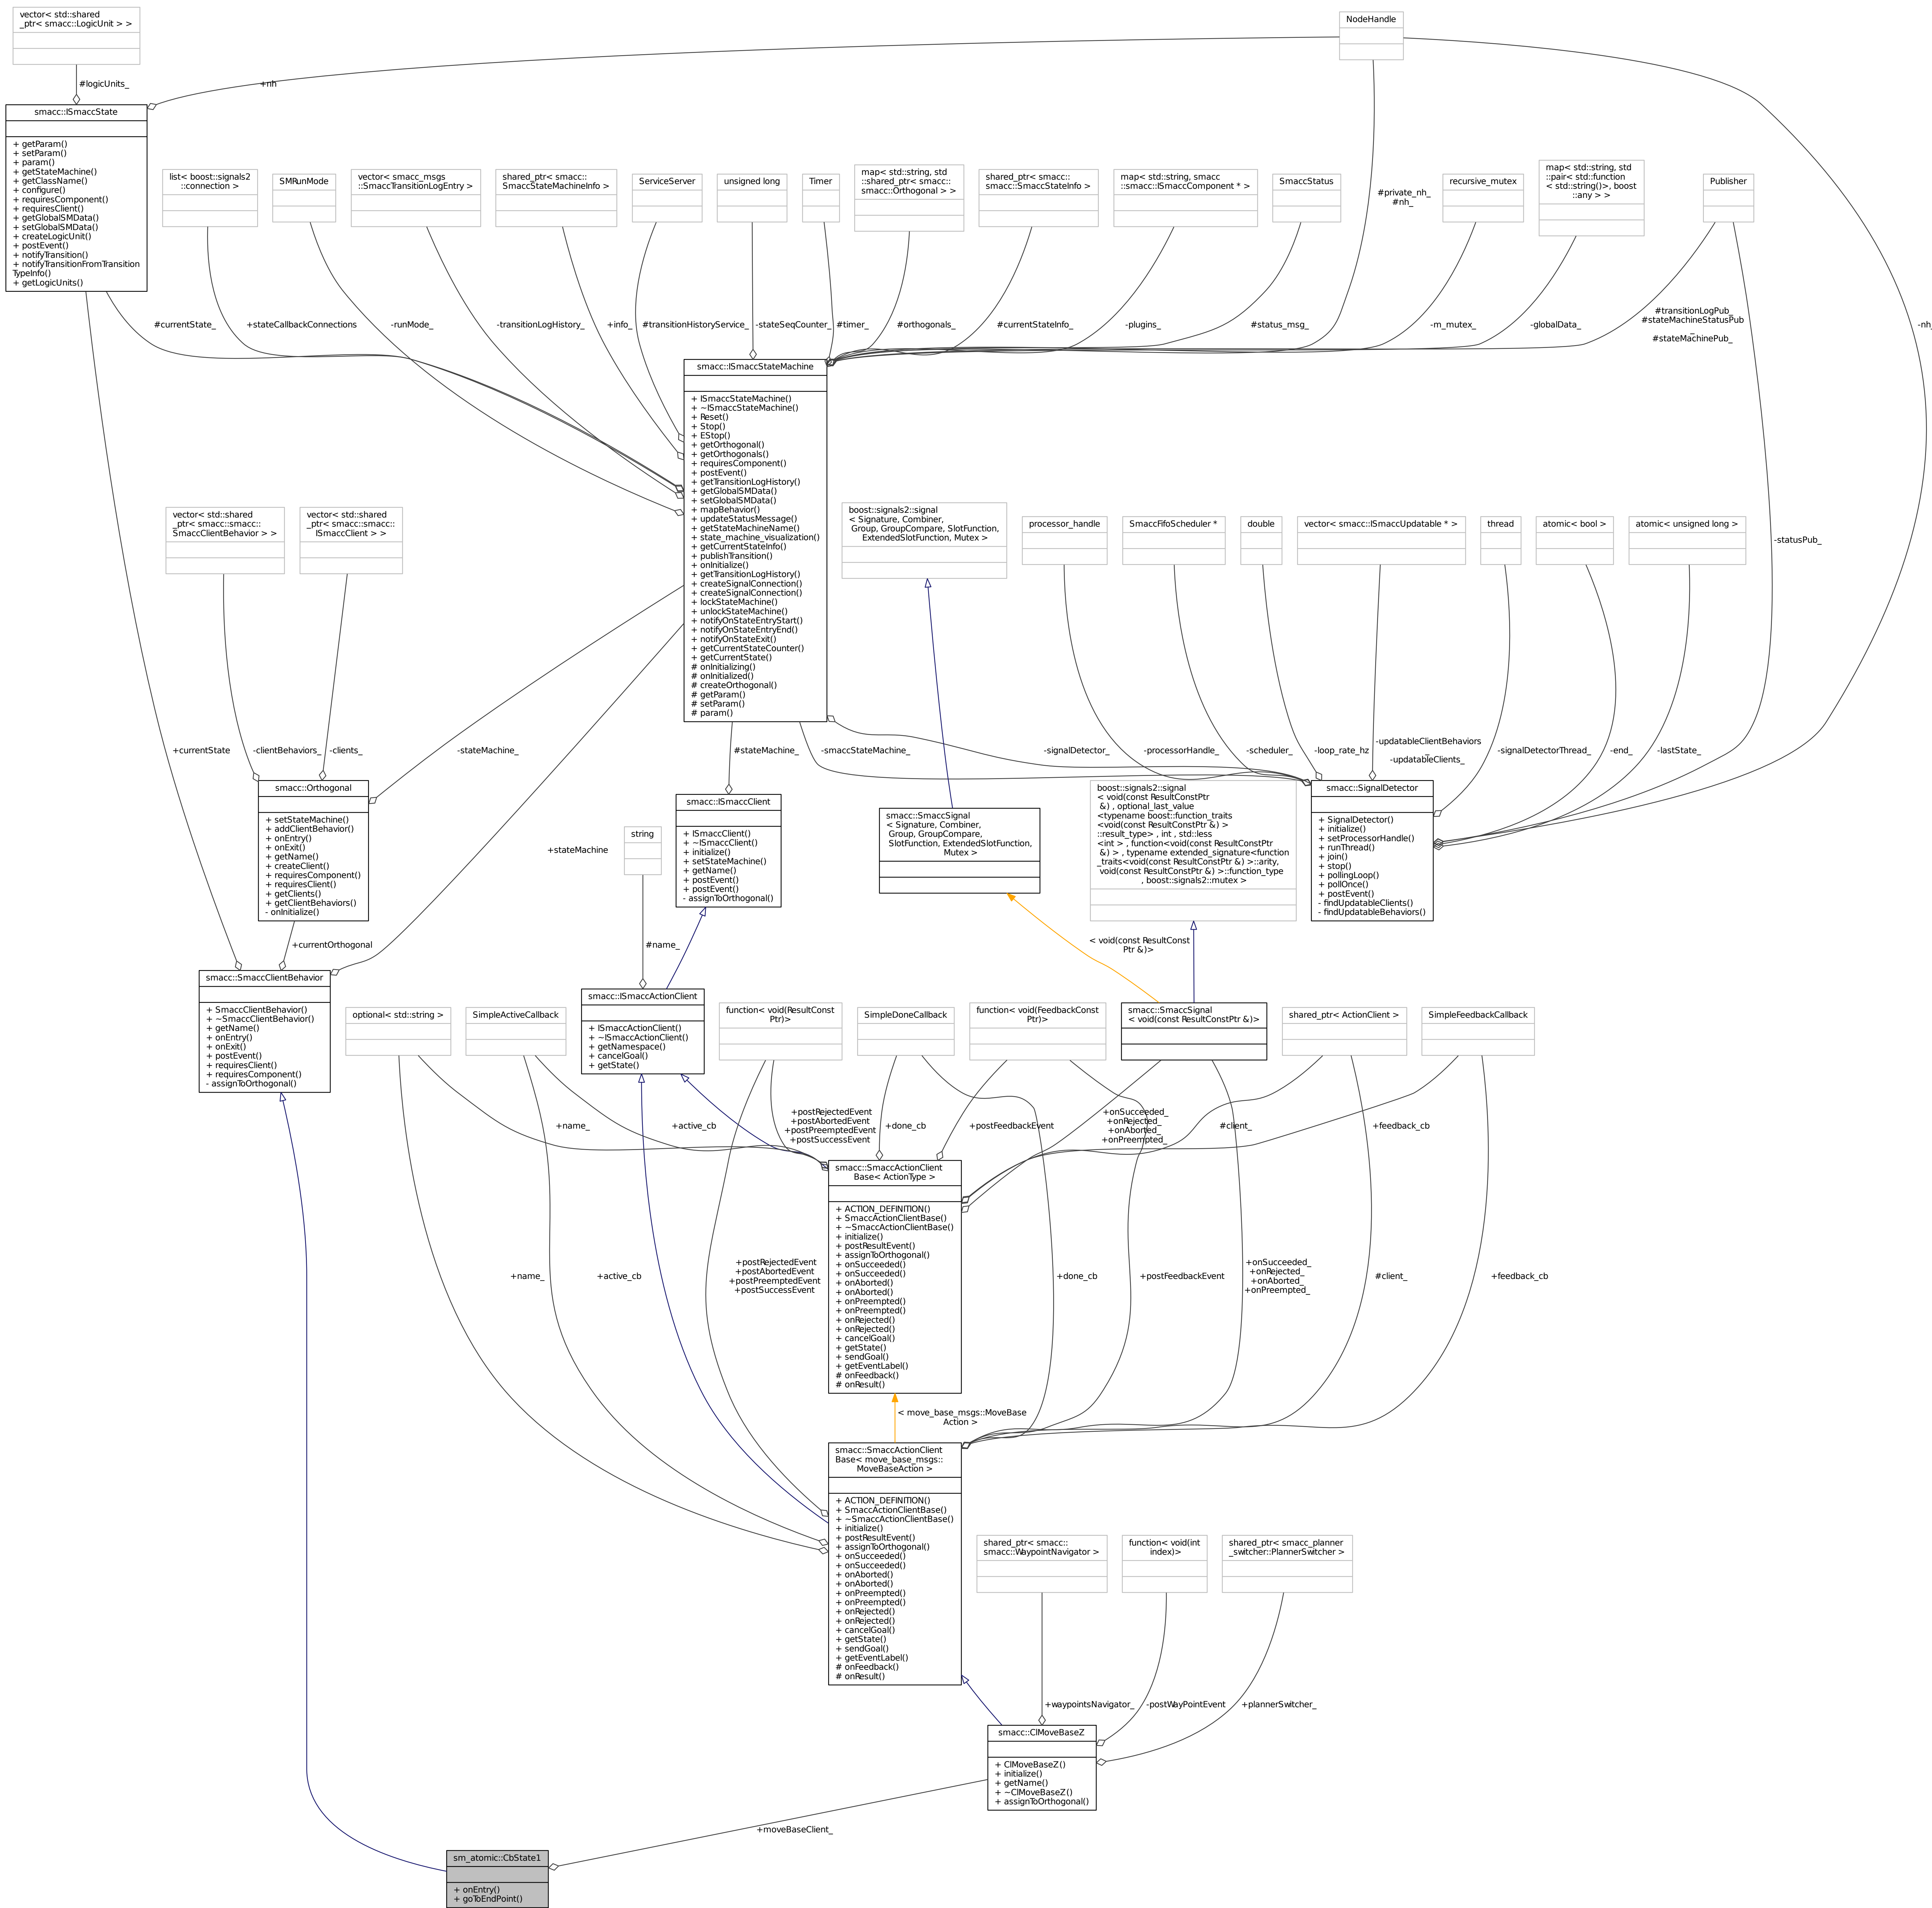 vector< std::shared
_ptr< smacc::LogicUnit > >
NodeHandle
#logicUnits_
+nh
smacc::ISmaccState
+ getParam()
+ setParam()
+ param()
+ getStateMachine()
+ getClassName()
+ configure()
+ requiresComponent()
+ requiresClient()
+ getGlobalSMData()
+ setGlobalSMData()
+ createLogicUnit()
+ postEvent()
+ notifyTransition()
+ notifyTransitionFromTransition
TypeInfo()
+ getLogicUnits()
list< boost::signals2
::connection >
SMRunMode
vector< smacc_msgs
::SmaccTransitionLogEntry >
shared_ptr< smacc::
SmaccStateMachineInfo >
ServiceServer
unsigned long
Timer
map< std::string, std
::shared_ptr< smacc::
smacc::Orthogonal > >
shared_ptr< smacc::
smacc::SmaccStateInfo >
map< std::string, smacc
::smacc::ISmaccComponent * >
SmaccStatus
#private_nh_
#nh_
recursive_mutex
map< std::string, std
::pair< std::function
< std::string()>, boost
::any > >
Publisher
#currentState_
+stateCallbackConnections
-runMode_
-transitionLogHistory_
+info_
#transitionHistoryService_
-stateSeqCounter_
#timer_
#orthogonals_
#currentStateInfo_
-plugins_
#status_msg_
-m_mutex_
-globalData_
#transitionLogPub_
#stateMachineStatusPub
_
#stateMachinePub_
-nh_
smacc::ISmaccStateMachine
+ ISmaccStateMachine()
+ ~ISmaccStateMachine()
+ Reset()
+ Stop()
+ EStop()
+ getOrthogonal()
+ getOrthogonals()
+ requiresComponent()
+ postEvent()
+ getTransitionLogHistory()
+ getGlobalSMData()
+ setGlobalSMData()
+ mapBehavior()
+ updateStatusMessage()
+ getStateMachineName()
+ state_machine_visualization()
+ getCurrentStateInfo()
+ publishTransition()
+ onInitialize()
+ getTransitionLogHistory()
+ createSignalConnection()
+ createSignalConnection()
+ lockStateMachine()
+ unlockStateMachine()
+ notifyOnStateEntryStart()
+ notifyOnStateEntryEnd()
+ notifyOnStateExit()
+ getCurrentStateCounter()
+ getCurrentState()
# onInitializing()
# onInitialized()
# createOrthogonal()
# getParam()
# setParam()
# param()
vector< std::shared
_ptr< smacc::smacc::
SmaccClientBehavior > >
vector< std::shared
_ptr< smacc::smacc::
ISmaccClient > >
boost::signals2::signal
< Signature, Combiner,
Group, GroupCompare, SlotFunction,
ExtendedSlotFunction, Mutex >
processor_handle
SmaccFifoScheduler *
double
vector< smacc::ISmaccUpdatable * >
thread
atomic< bool >
atomic< unsigned long >
-statusPub_
+currentState
-clientBehaviors_
-clients_
-stateMachine_
#stateMachine_
-smaccStateMachine_
-signalDetector_
-processorHandle_
-scheduler_
-loop_rate_hz
-updatableClientBehaviors
_
-updatableClients_
-signalDetectorThread_
-end_
-lastState_
smacc::Orthogonal
+ setStateMachine()
+ addClientBehavior()
+ onEntry()
+ onExit()
+ getName()
+ createClient()
+ requiresComponent()
+ requiresClient()
+ getClients()
+ getClientBehaviors()
- onInitialize()
+stateMachine
string
smacc::ISmaccClient
+ ISmaccClient()
+ ~ISmaccClient()
+ initialize()
+ setStateMachine()
+ getName()
+ postEvent()
+ postEvent()
- assignToOrthogonal()
smacc::SmaccSignal
< Signature, Combiner,
Group, GroupCompare,
SlotFunction, ExtendedSlotFunction,
Mutex >
boost::signals2::signal
< void(const ResultConstPtr
&) , optional_last_value
<typename boost::function_traits
<void(const ResultConstPtr &) >
::result_type> , int , std::less
<int > , function<void(const ResultConstPtr
&) > , typename extended_signature<function
_traits<void(const ResultConstPtr &) >::arity,
void(const ResultConstPtr &) >::function_type
, boost::signals2::mutex >
smacc::SignalDetector
+ SignalDetector()
+ initialize()
+ setProcessorHandle()
+ runThread()
+ join()
+ stop()
+ pollingLoop()
+ pollOnce()
+ postEvent()
- findUpdatableClients()
- findUpdatableBehaviors()
+currentOrthogonal
#name_
< void(const ResultConst
Ptr &)>
smacc::SmaccClientBehavior
+ SmaccClientBehavior()
+ ~SmaccClientBehavior()
+ getName()
+ onEntry()
+ onExit()
+ postEvent()
+ requiresClient()
+ requiresComponent()
- assignToOrthogonal()
optional< std::string >
SimpleActiveCallback
smacc::ISmaccActionClient
+ ISmaccActionClient()
+ ~ISmaccActionClient()
+ getNamespace()
+ cancelGoal()
+ getState()
function< void(ResultConst
Ptr)>
SimpleDoneCallback
function< void(FeedbackConst
Ptr)>
smacc::SmaccSignal
< void(const ResultConstPtr &)>
shared_ptr< ActionClient >
SimpleFeedbackCallback
+name_
+active_cb
+postRejectedEvent
+postAbortedEvent
+postPreemptedEvent
+postSuccessEvent
+done_cb
+postFeedbackEvent
+onSucceeded_
+onRejected_
+onAborted_
+onPreempted_
#client_
+feedback_cb
smacc::SmaccActionClient
Base< ActionType >
+ ACTION_DEFINITION()
+ SmaccActionClientBase()
+ ~SmaccActionClientBase()
+ initialize()
+ postResultEvent()
+ assignToOrthogonal()
+ onSucceeded()
+ onSucceeded()
+ onAborted()
+ onAborted()
+ onPreempted()
+ onPreempted()
+ onRejected()
+ onRejected()
+ cancelGoal()
+ getState()
+ sendGoal()
+ getEventLabel()
# onFeedback()
# onResult()
+name_
+active_cb
+postRejectedEvent
+postAbortedEvent
+postPreemptedEvent
+postSuccessEvent
+done_cb
+postFeedbackEvent
+onSucceeded_
+onRejected_
+onAborted_
+onPreempted_
#client_
+feedback_cb
< move_base_msgs::MoveBase
Action >
smacc::SmaccActionClient
Base< move_base_msgs::
MoveBaseAction >
+ ACTION_DEFINITION()
+ SmaccActionClientBase()
+ ~SmaccActionClientBase()
+ initialize()
+ postResultEvent()
+ assignToOrthogonal()
+ onSucceeded()
+ onSucceeded()
+ onAborted()
+ onAborted()
+ onPreempted()
+ onPreempted()
+ onRejected()
+ onRejected()
+ cancelGoal()
+ getState()
+ sendGoal()
+ getEventLabel()
# onFeedback()
# onResult()
shared_ptr< smacc::
smacc::WaypointNavigator >
function< void(int
index)>
shared_ptr< smacc_planner
_switcher::PlannerSwitcher >
+waypointsNavigator_
-postWayPointEvent
+plannerSwitcher_
smacc::ClMoveBaseZ
+ ClMoveBaseZ()
+ initialize()
+ getName()
+ ~ClMoveBaseZ()
+ assignToOrthogonal()
+moveBaseClient_
sm_atomic::CbState1
+ onEntry()
+ goToEndPoint()